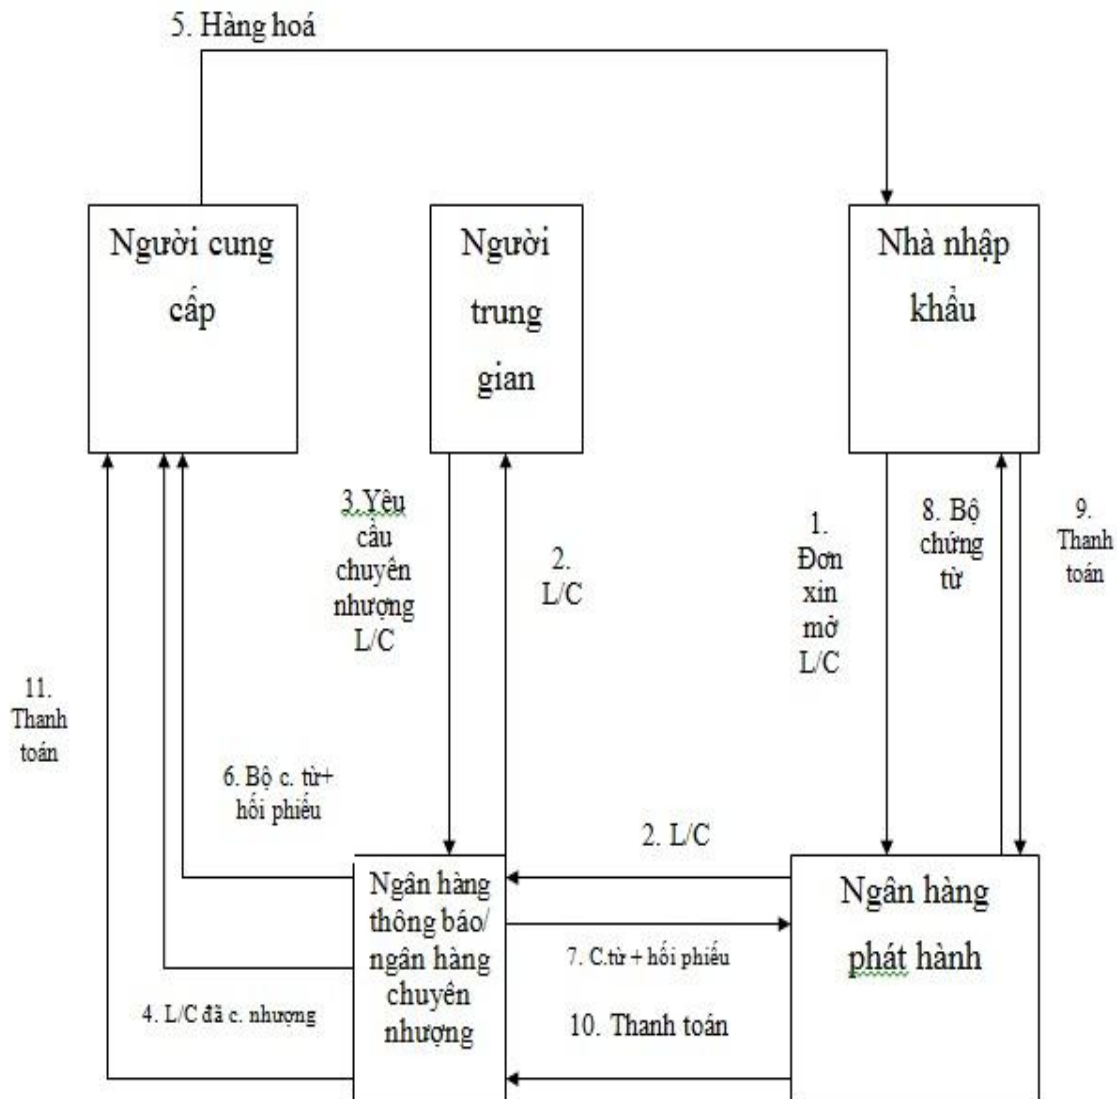 5. Hàng hoá
Người cung
cấp
Người
trung
gian
Nhà nhập
khẩu
3.Yêu
cầu
chuyên
nhượng
L/C
2.
L/C
1.
Đơn
xin
mở
L/C
8. Bộ
chứng
từ
9.
Thanh
toán
11.
Thanh
toán
6. Bộ c. từ+
hối phiếu
2. L/C
Ngân hàng
thông báo/
ngân hàng
chuyên
nhượng
Ngân hàng
phát hành
7. C.từ + hối phiếu
4. L/C đã c. nhượng
10. Thanh toán